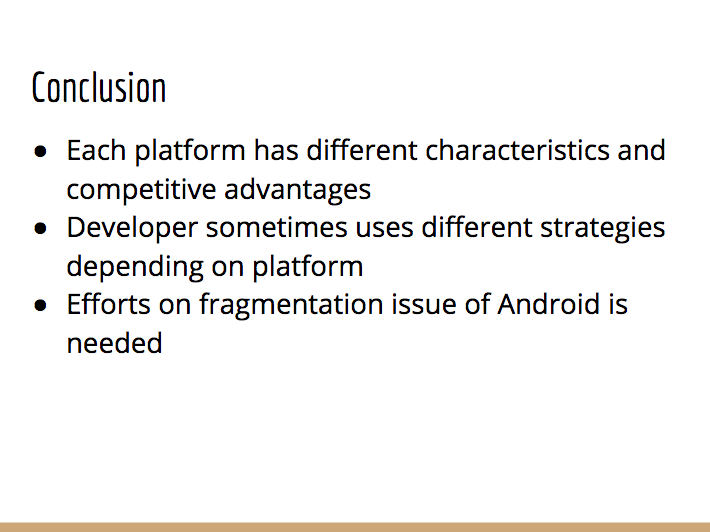 Conclusion
● Each platform has different characteristics and
competitive advantages
● Developer sometimes uses different strategies
depending on platform
● Efforts on fragmentation issue of Android is
needed